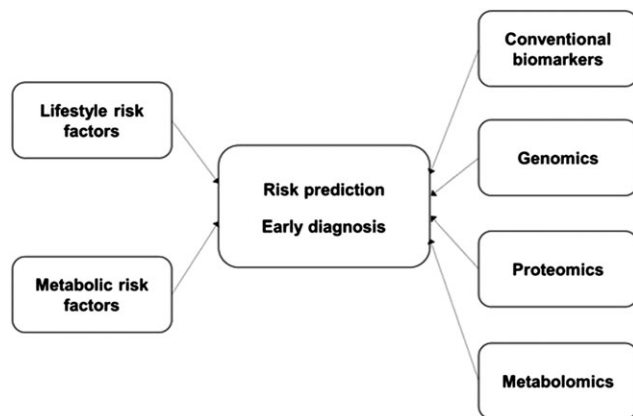 Lifestyle risk
factors
Metabolic risk
factors
Risk prediction
Early diagnosis
Conventional
biomarkers
Genomics
Proteomics
Metabolomics